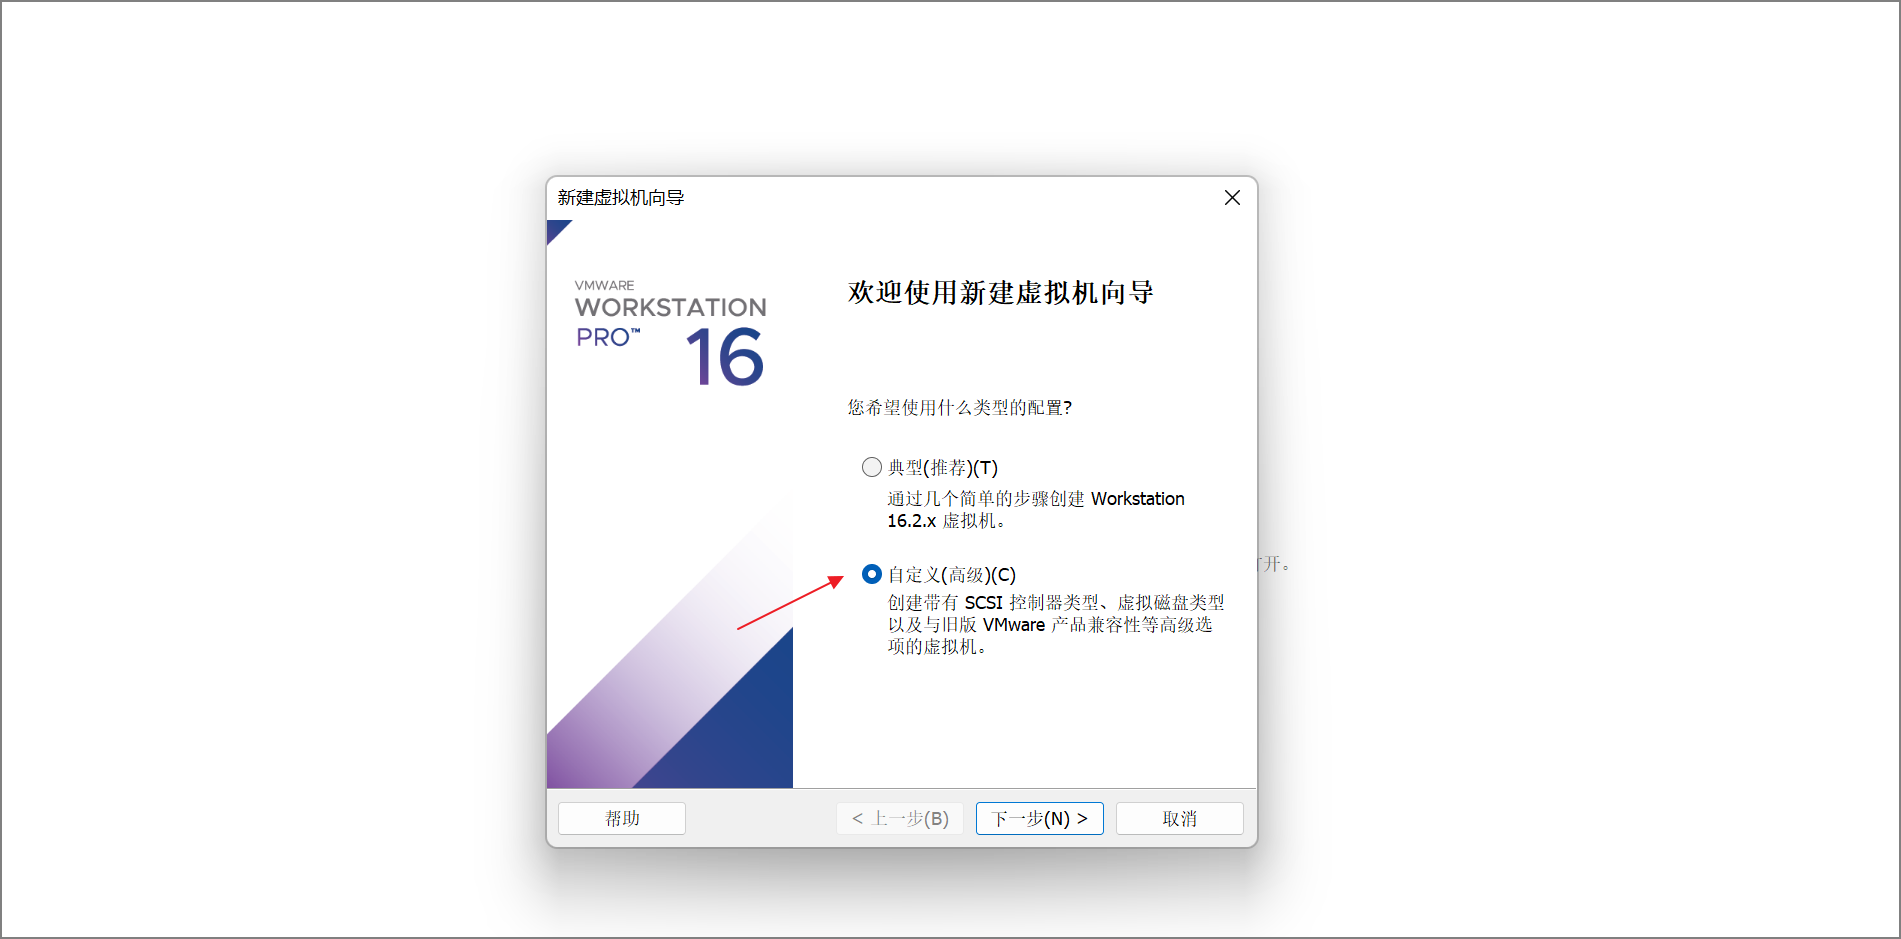 新建虚拟机向导
VMWARE
WORKSTATION
PRO™
16
欢迎使用新建虚拟机向导
您希望使用什么类型的配置?
典型(推荐)(T)
通过几个简单的步骤创建 Workstation
16.2.x 虚拟机。
自定义(高级)(C)
创建带有 SCSI 控制器类型、虚拟磁盘类型
以及与旧版 VMware 产品兼容性等高级选
项的虚拟机。
开。
帮助
< 上一步(B)
下一步(N) >
取消